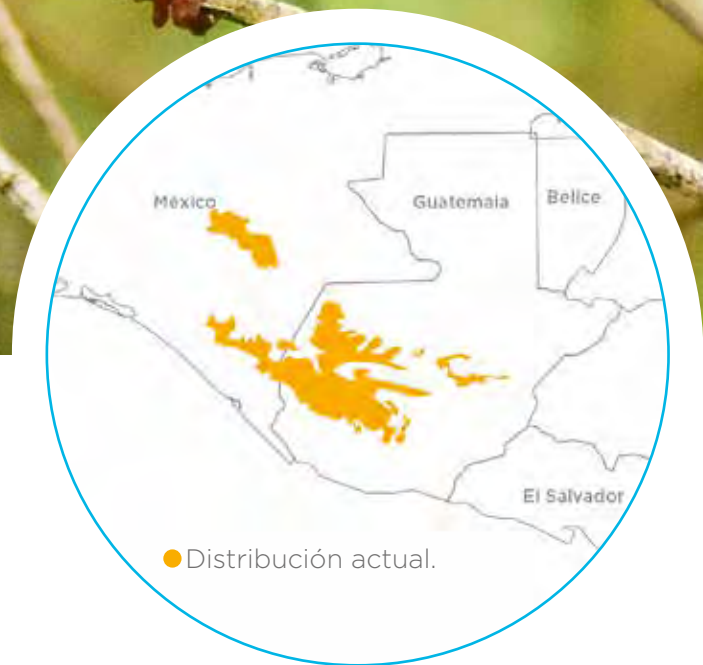 México
Guatemala
Belice
El Salvador
Distribución actual.